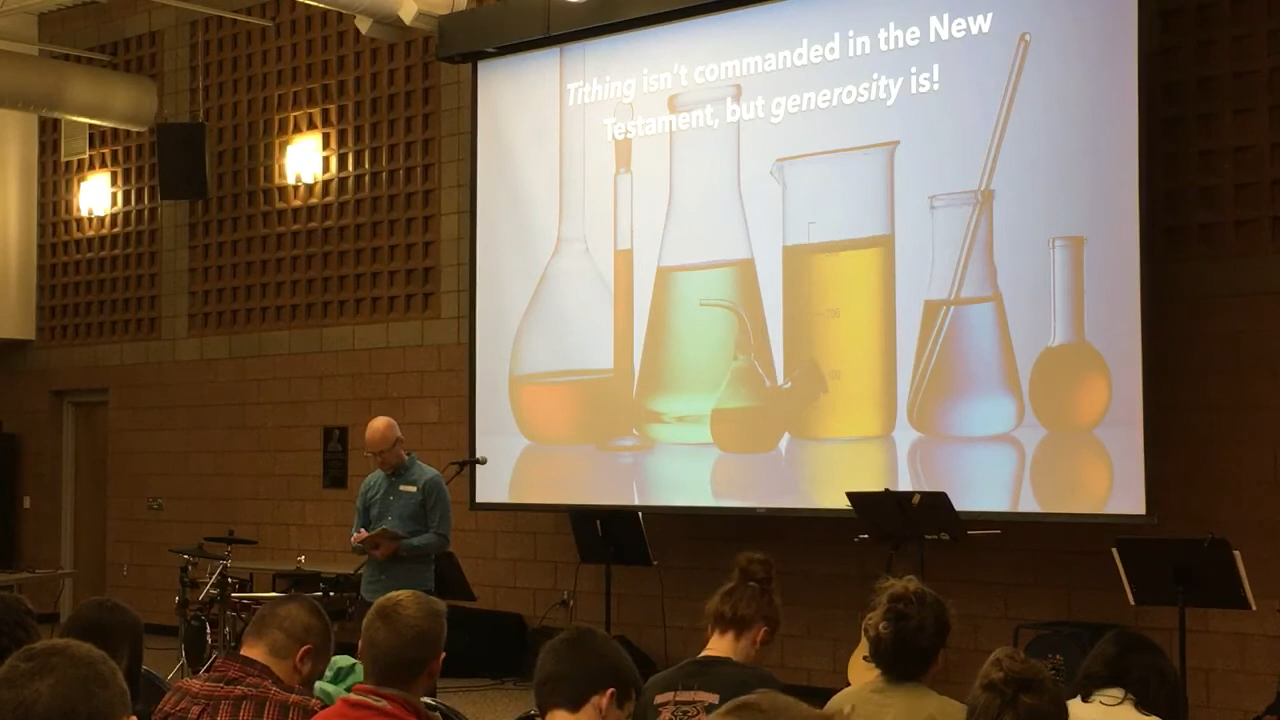 Tithing isn't commanded in the New
Testament, but generosity is!